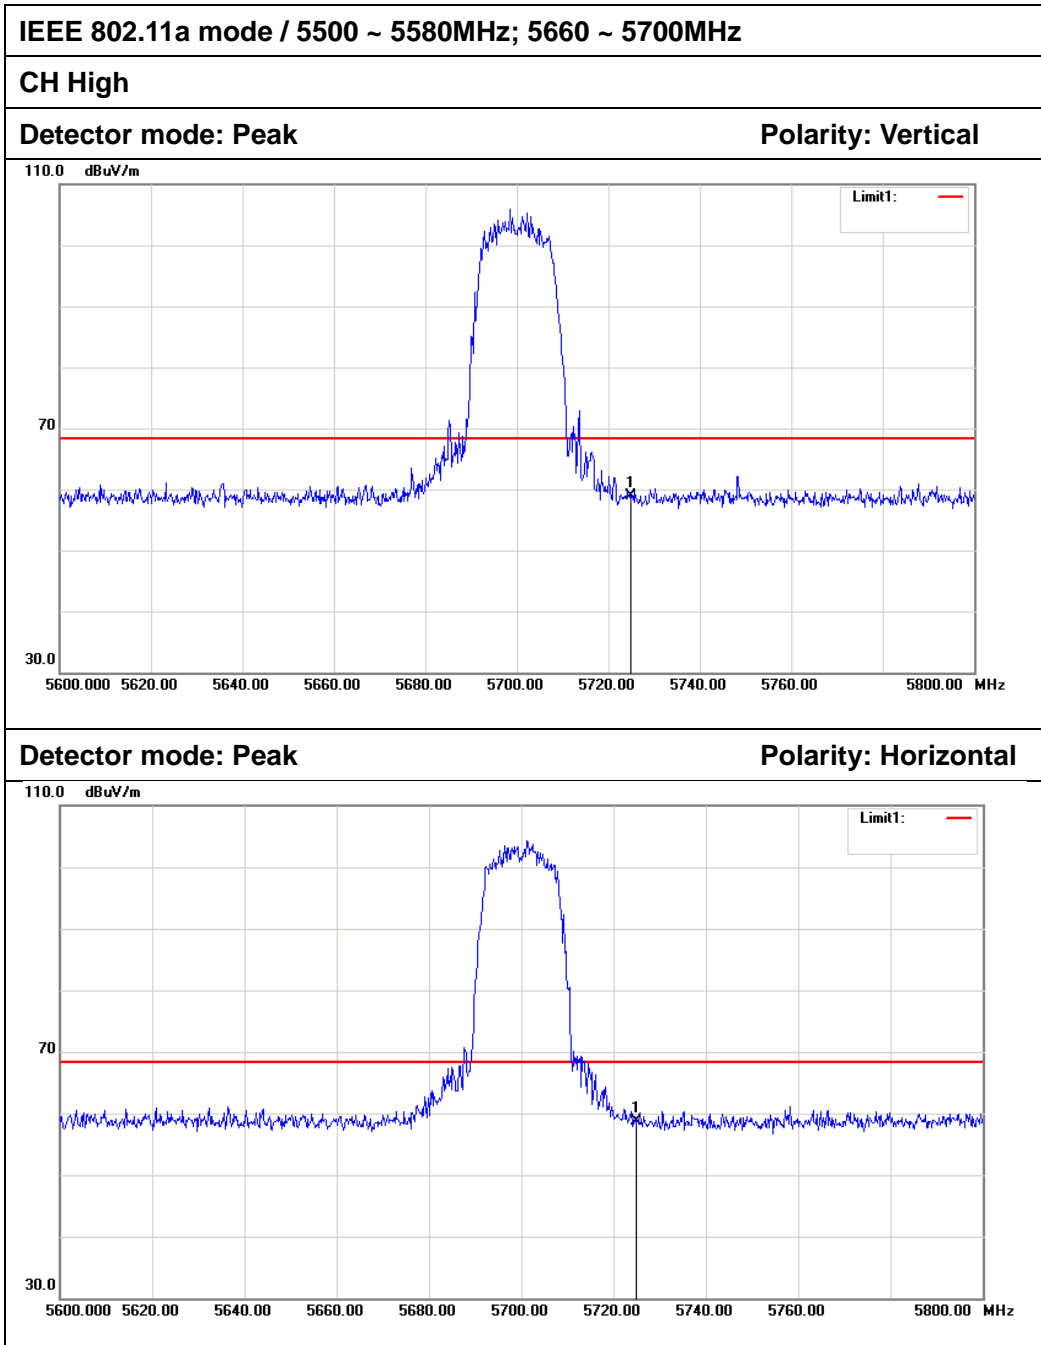 IEEE 802.11a mode / 5500 ~ 5580MHz; 5660 ~ 5700MHz
CH High
Detector mode: Peak Polarity: Vertical
110.0 dBuV/m
Limit1:
70
1
30.0
5600.000 5620.00 5640.00 5660.00 5680.00 5700.00 5720.00 5740.00 5760.00 5800.00 MHz
Detector mode: Peak Polarity: Horizontal
110.0 dBuV/m
Limit1:
70
1
30.0
5600.000 5620.00 5640.00 5660.00 5680.00 5700.00 5720.00 5740.00 5760.00 5800.00 MHz